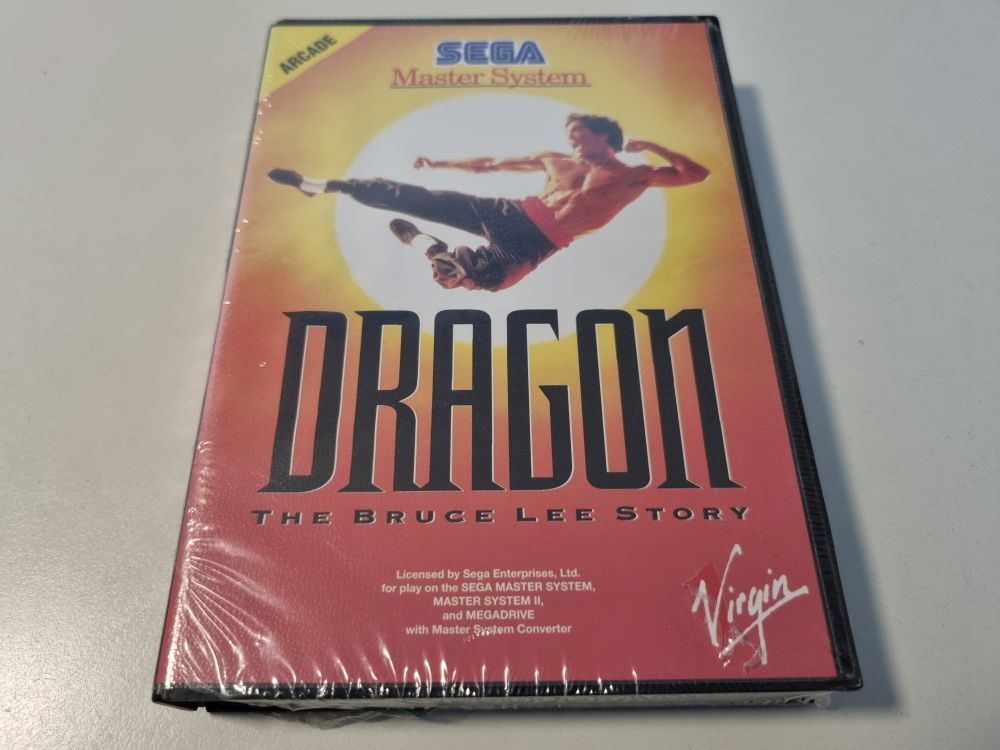 ARCADE
SEGA
Master System
DRAGON
THE BRUCE LEE STORY
Licensed by Sega Enterprises, Ltd.
for play on the SEGA MASTER SYSTEM,
MASTER SYSTEM II,
and MEGADRIVE
with Master System Converter
Virgin